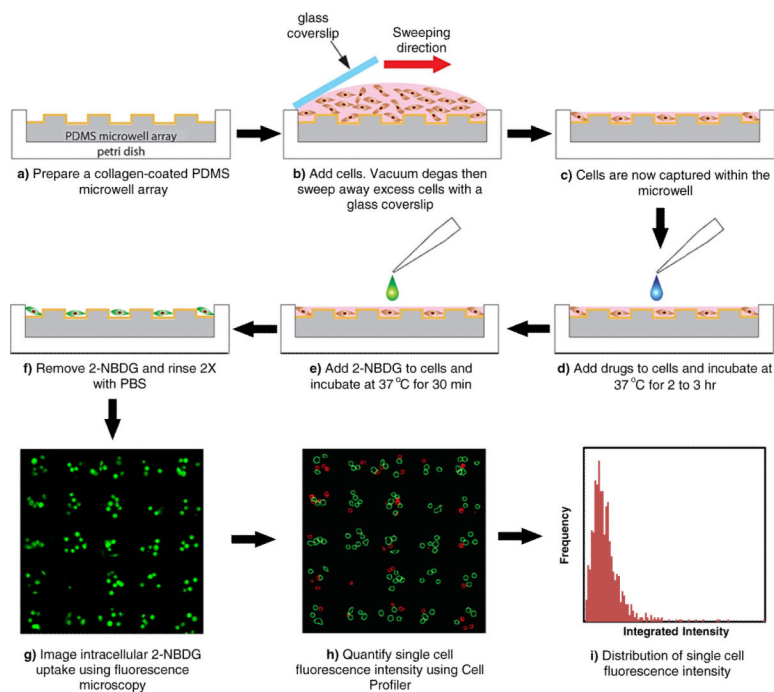 glass
coverslip
Sweeping
direction
PDMS microwell array
petri dish
a) Prepare a collagen-coated PDMS
microwell array
b) Add cells. Vacuum degas then
sweep away excess cells with a
glass coverslip
c) Cells are now captured within the
microwell
f) Remove 2-NBDG and rinse 2X
with PBS
e) Add 2-NBDG to cells and
incubate at 37 °C for 30 min
d) Add drugs to cells and incubate at
37 °C for 2 to 3 hr
Frequency
Integrated Intensity
g) Image intracellular 2-NBDG
uptake using fluorescence
microscopy
h) Quantify single cell
fluorescence intensity using Cell
Profiler
i) Distribution of single cell
fluorescence intensity